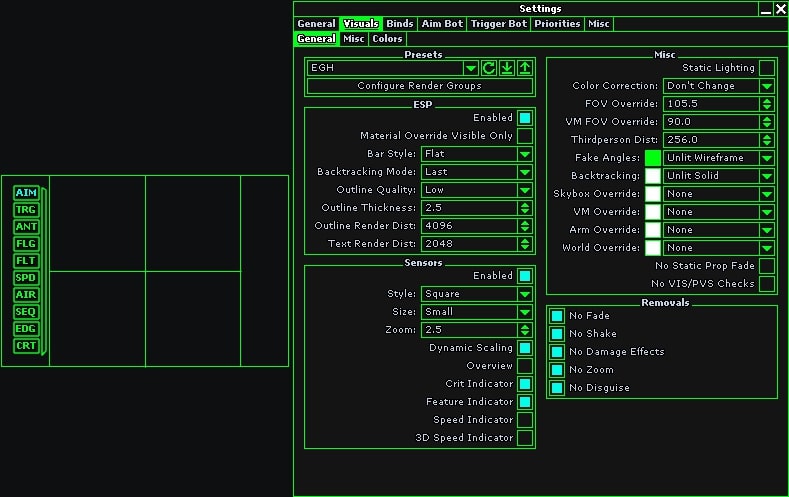 Settings
General Visuals Binds Aim Bot Trigger Bot Priorities Misc
General Misc Colors
Presets
EGH
Configure Render Groups
ESP
Enabled
Material Override Visible Only
Bar Style: Flat
Backtracking Mode: Last
Outline Quality: Low
Outline Thickness: 2.5
Outline Render Dist: 4096
Text Render Dist: 2048
Sensors
Enabled
Style: Square
Size: Small
Zoom: 2.5
Dynamic Scaling
Overview
Crit Indicator
Feature Indicator
Speed Indicator
3D Speed Indicator
Misc
Static Lighting
Color Correction: Don't Change
FOV Override: 105.5
VM FOV Override: 90.0
Thirdperson Dist: 256.0
Fake Angles: Unlit Wireframe
Backtracking: Unlit Solid
Skybox Override: None
VM Override: None
Arm Override: None
World Override: None
No Static Prop Fade
No VIS/PVS Checks
Removals
No Fade
No Shake
No Damage Effects
No Zoom
No Disguise
AIM
TRG
ANT
FLG
FLT
SPD
AIR
SEQ
EDG
CRT